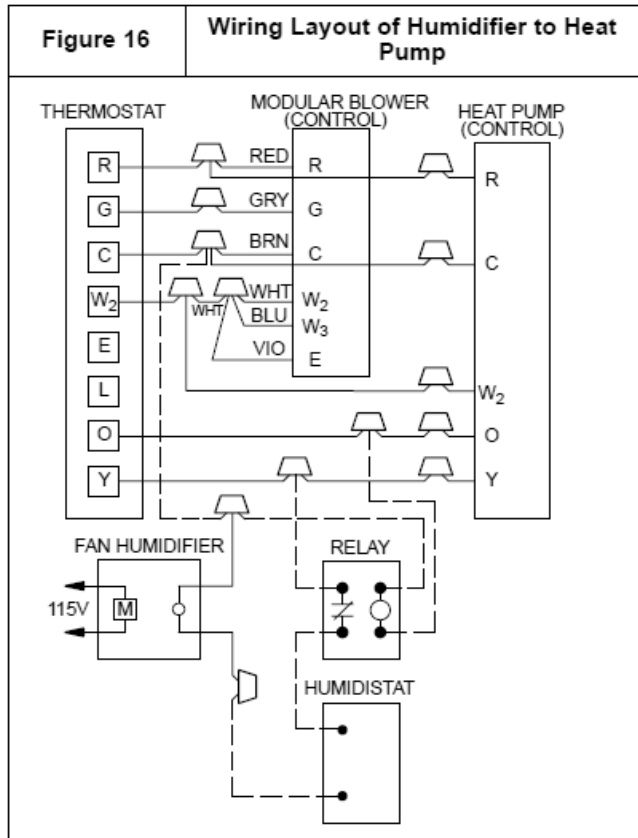 Figure 16
Wiring Layout of Humidifier to Heat
Pump
THERMOSTAT
MODULAR BLOWER
(CONTROL)
HEAT PUMP
(CONTROL)
R
RED
R
R
G
GRY
G
C
BRN
C
C
W2
WHT
WHT
W2
BLU
W3
E
VIO
E
L
W2
O
O
Y
Y
FAN HUMIDIFIER
RELAY
115V
M
HUMIDISTAT